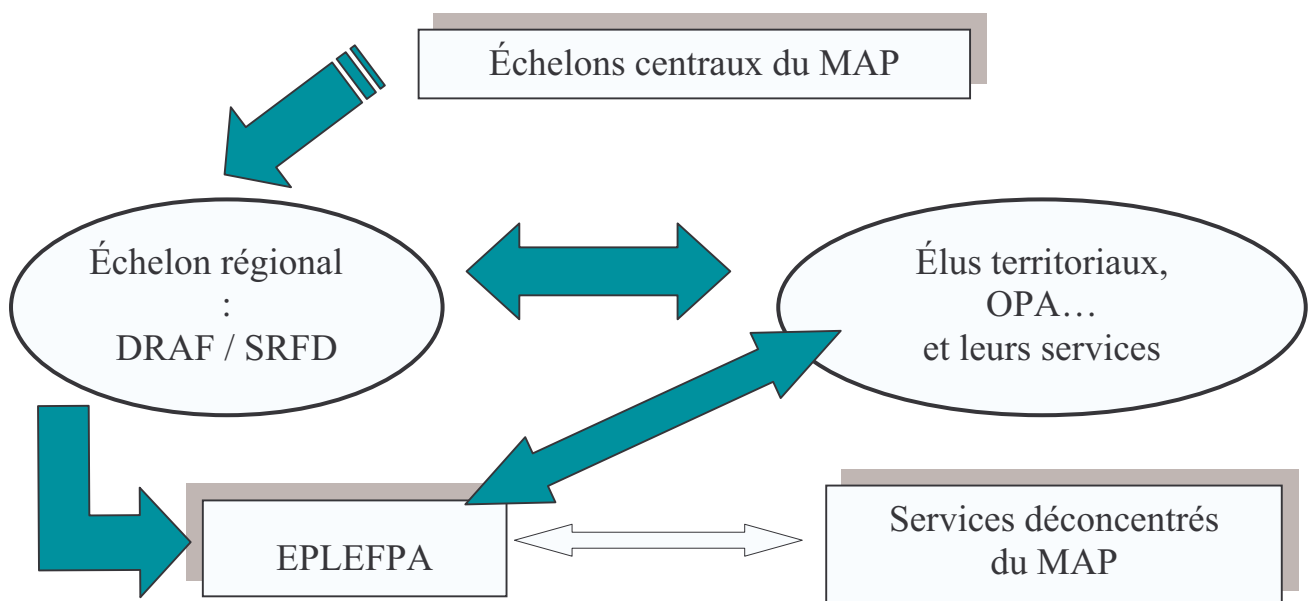 Échelons centraux du MAP
Échelon régional
:
DRAF / SRFD
Élus territoriaux,
OPA…
et leurs services
EPLEFPA
Services déconcentrés
du MAP